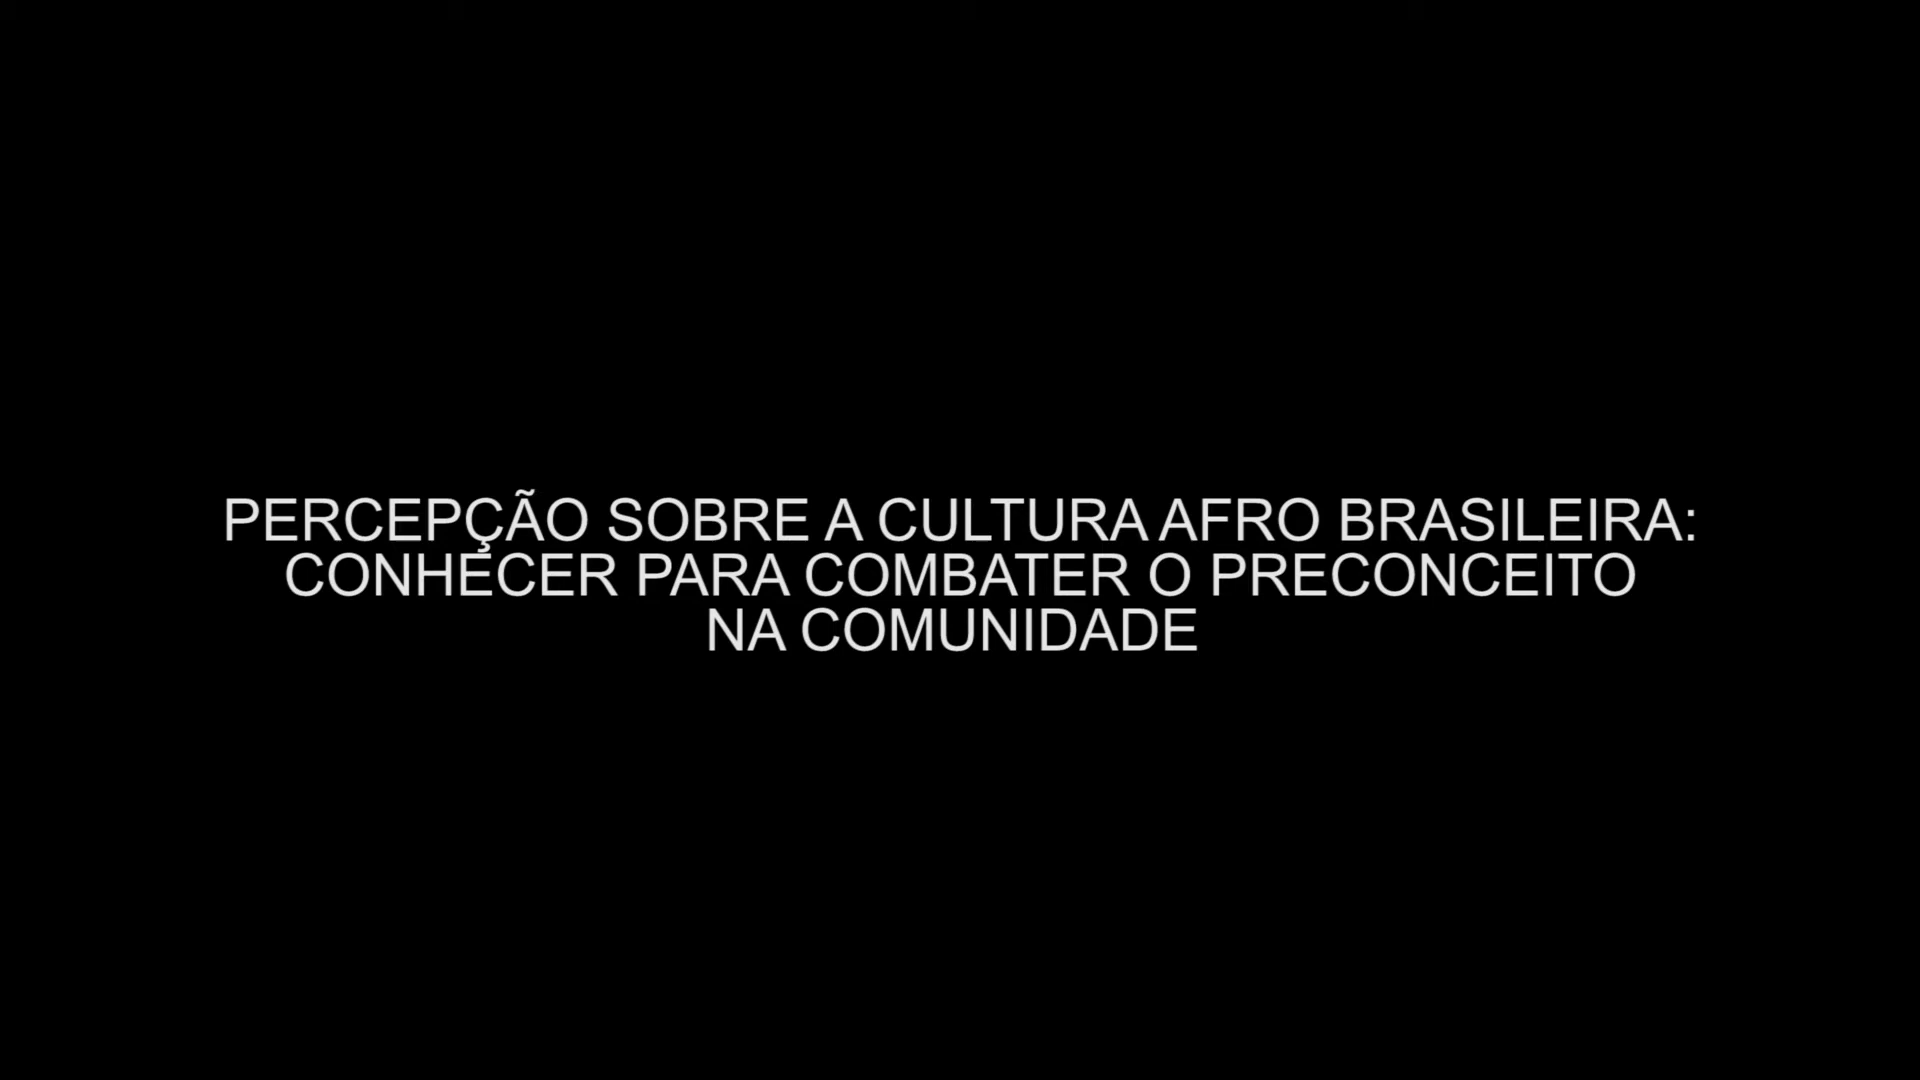 PERCEPÇÃO SOBRE A CULTURA AFRO BRASILEIRA:
CONHECER PARA COMBATER O PRECONCEITO
NA COMUNIDADE